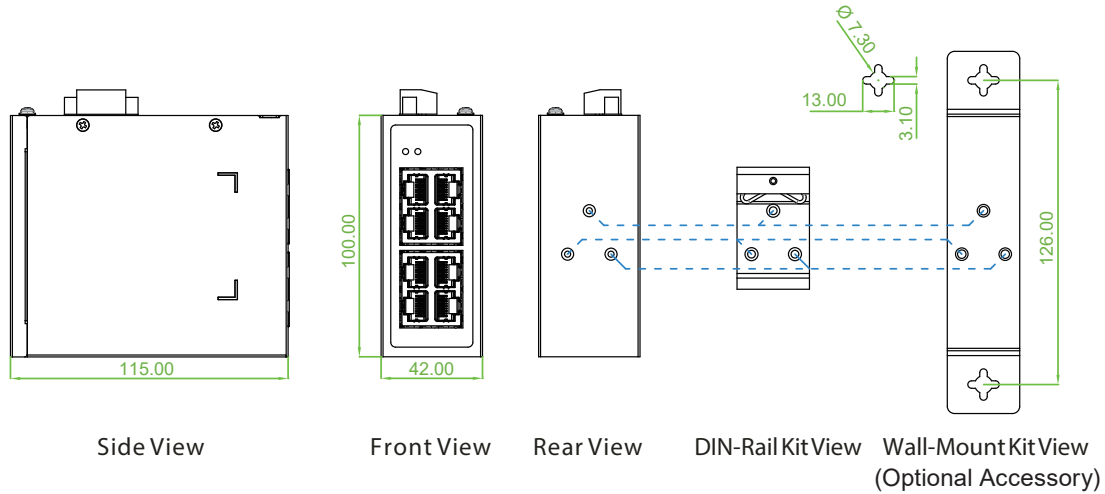 Ø 7.30
13.00
3.10
100.00
126.00
115.00
42.00
Side View
Front View
Rear View
DIN-Rail Kit View
Wall-Mount Kit View
(Optional Accessory)